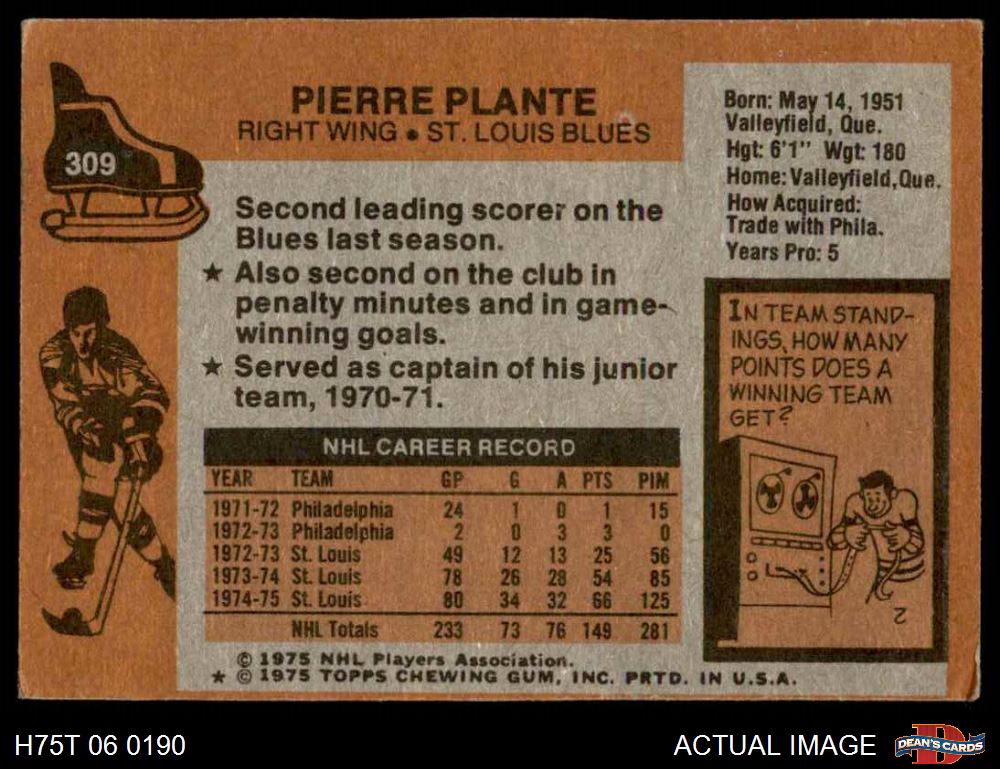 309
PIERRE PLANTE
RIGHT WING ● ST. LOUIS BLUES
Born: May 14, 1951
Valleyfield, Que.
Hgt: 6'1" Wgt: 180
Home: Valleyfield, Que.
How Acquired:
Trade with Phila.
Years Pro: 5
Second leading scorer on the
Blues last season.
★ Also second on the club in
penalty minutes and in game-
winning goals.
★ Served as captain of his junior
team, 1970-71.
IN TEAM STAND-
INGS, HOW MANY
POINTS DOES A
WINNING TEAM
GET?
2
NHL CAREER RECORD
YEAR TEAM GP G A PTS PIM
1971-72 Philadelphia 24 1 0 1 15
1972-73 Philadelphia 2 0 3 3 0
1972-73 St. Louis 49 12 13 25 56
1973-74 St. Louis 78 26 28 54 85
1974-75 St. Louis 80 34 32 66 125
NHL Totals 233 73 76 149 281
© 1975 NHL Players Association.
★ © 1975 TOPPS CHEWING GUM, INC. PRTD. IN U.S.A.
H75T 06 0190
ACTUAL IMAGE
D
DEAN'S CARDS